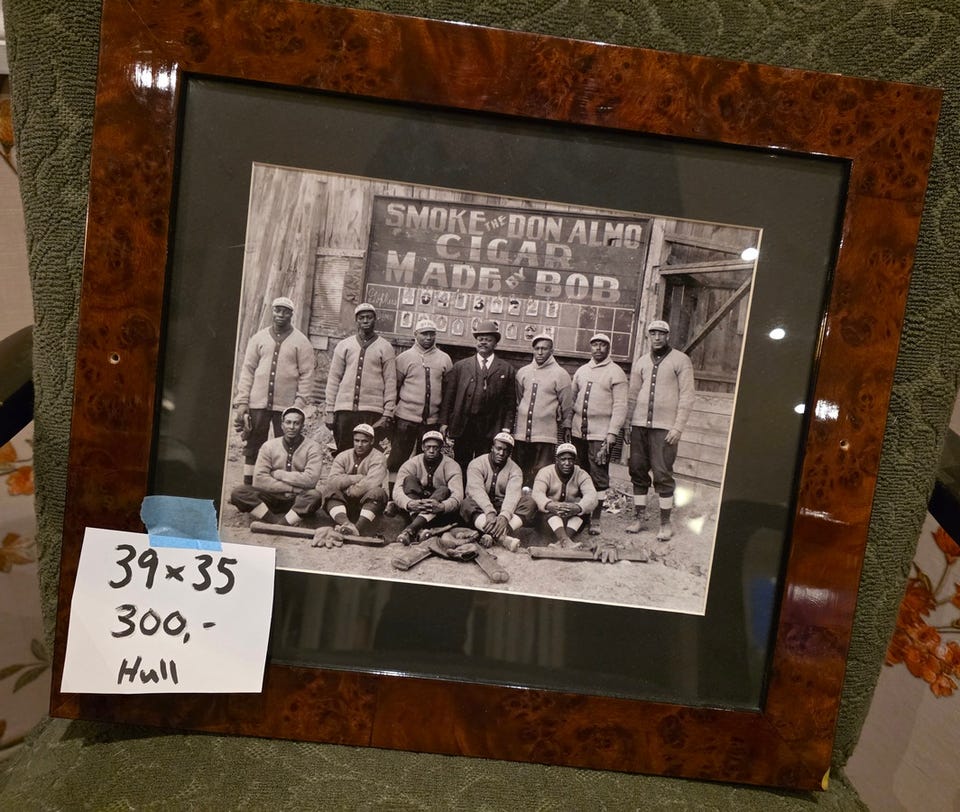 SMOKE THE DON ALMO
CIGAR
MADE BY BOB
39×35
300,-
Hull